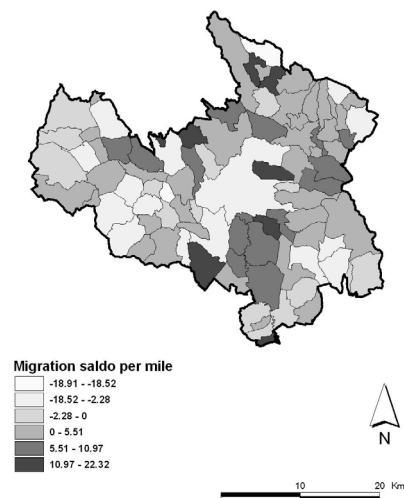 Migration saldo per mile
-18.91 - -18.52
-18.52 - -2.28
-2.28 - 0
0 - 5.51
5.51 - 10.97
10.97 - 22.32
N
10 20 Km